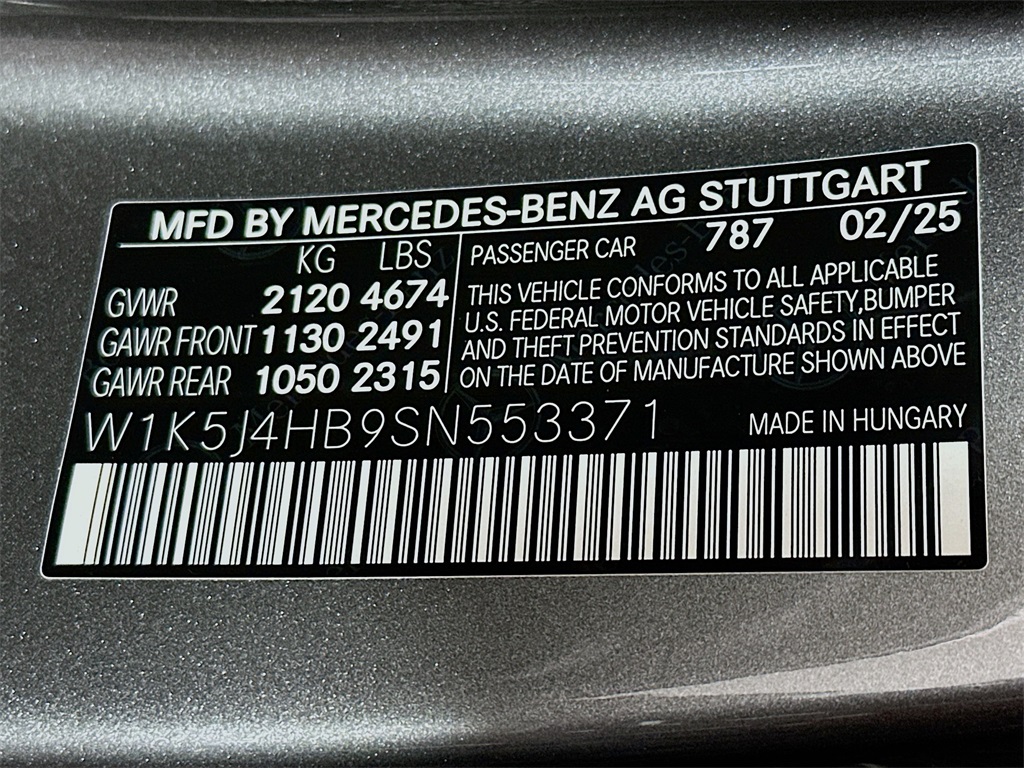 MFD BY MERCEDES-BENZ AG STUTTGART
KG LBS
GVWR 2120 4674
GAWR FRONT 1130 2491
GAWR REAR 1050 2315
PASSENGER CAR 787 02/25
THIS VEHICLE CONFORMS TO ALL APPLICABLE
U.S. FEDERAL MOTOR VEHICLE SAFETY,BUMPER
AND THEFT PREVENTION STANDARDS IN EFFECT
ON THE DATE OF MANUFACTURE SHOWN ABOVE
W1K5J4HB9SN553371
MADE IN HUNGARY